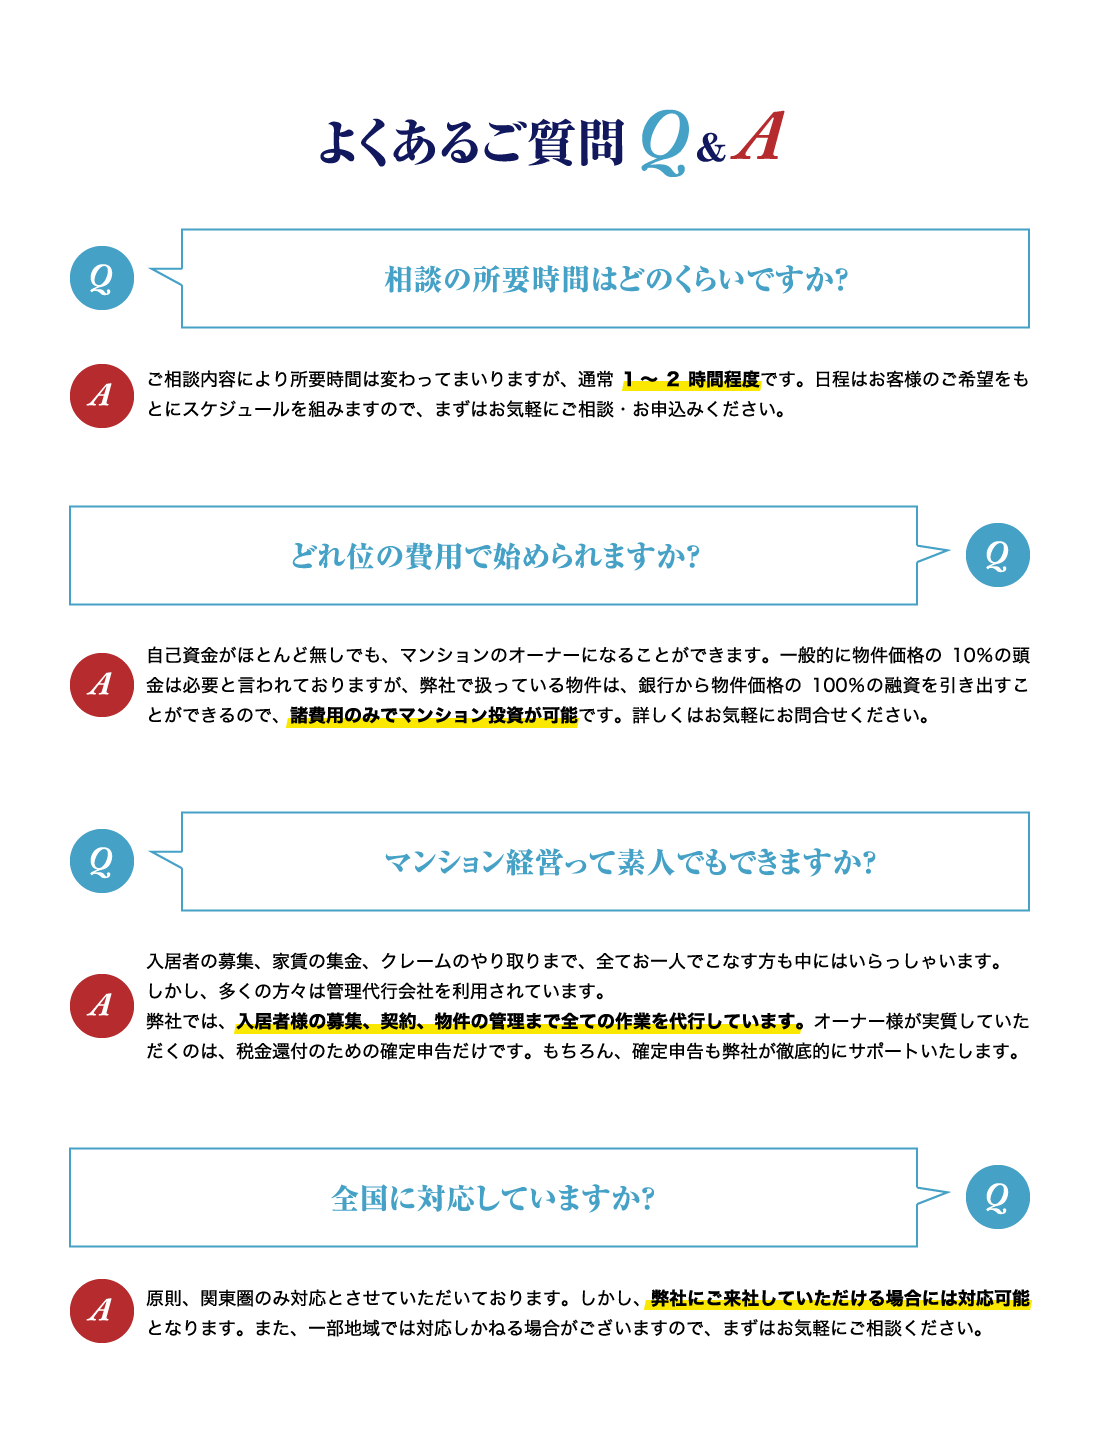 よくあるご質問 Q & A
Q
相談の所要時間はどのくらいですか?
A
ご相談内容により所要時間は変わってまいりますが、通常 1 〜 2 時間程度です。日程はお客様のご希望をも
とにスケジュールを組みますので、まずはお気軽にご相談・お申込みください。
どれ位の費用で始められますか?
Q
A
自己資金がほとんど無しでも、マンションのオーナーになることができます。一般的に物件価格の 10%の頭
金は必要と言われておりますが、弊社で扱っている物件は、銀行から物件価格の 100%の融資を引き出すこ
とができるので、諸費用のみでマンション投資が可能です。詳しくはお気軽にお問合せください。
Q
マンション経営って素人でもできますか?
A
入居者の募集、家賃の集金、クレームのやり取りまで、全てお一人でこなす方も中にはいらっしゃいます。
しかし、多くの方々は管理代行会社を利用されています。
弊社では、入居者様の募集、契約、物件の管理まで全ての作業を代行しています。オーナー様が実質していた
だくのは、税金還付のための確定申告だけです。もちろん、確定申告も弊社が徹底的にサポートいたします。
全国に対応していますか?
Q
A
原則、関東圏のみ対応とさせていただいております。しかし、弊社にご来社していただける場合には対応可能
となります。また、一部地域では対応しかねる場合がございますので、まずはお気軽にご相談ください。